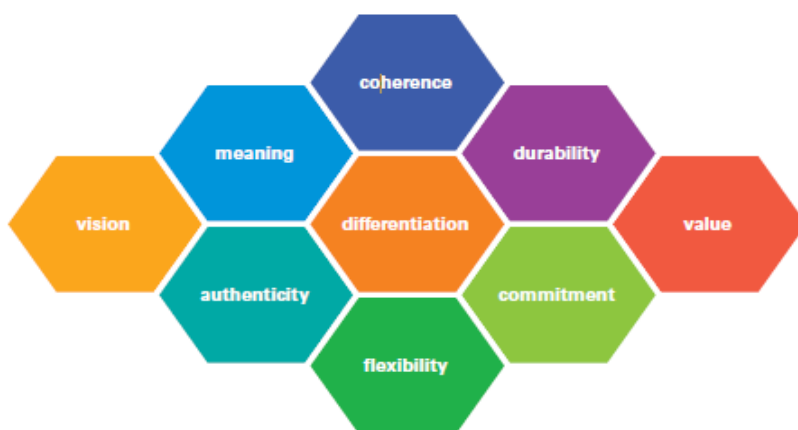 coherence
meaning
durability
vision
differentiation
value
authenticity
commitment
flexibility